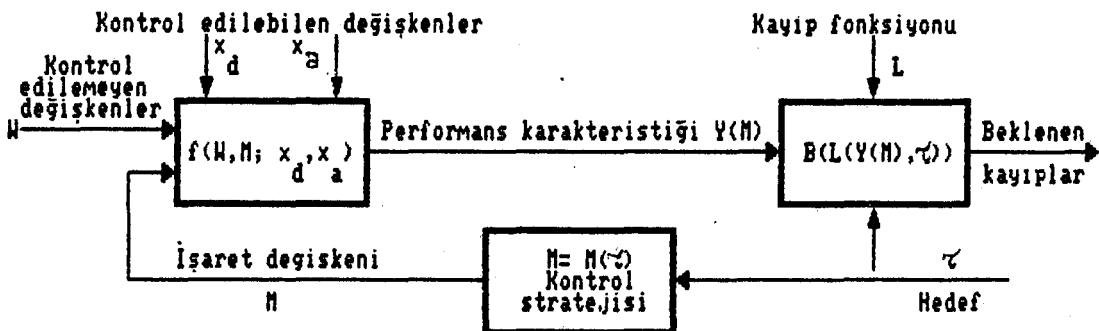 Kontrol edilebilen değişkenler
x d
x a
Kayıp fonksiyonu
L
Kontrol
edilemeyen
değişkenler
W
f(W,M; x d,x a)
Performans karakteristiği Y(M)
B(L(Y(M),τ))
Beklenen
kayıplar
İşaret degiskeni
M
M= M(τ)
Kontrol
stratejisi
τ
Hedef